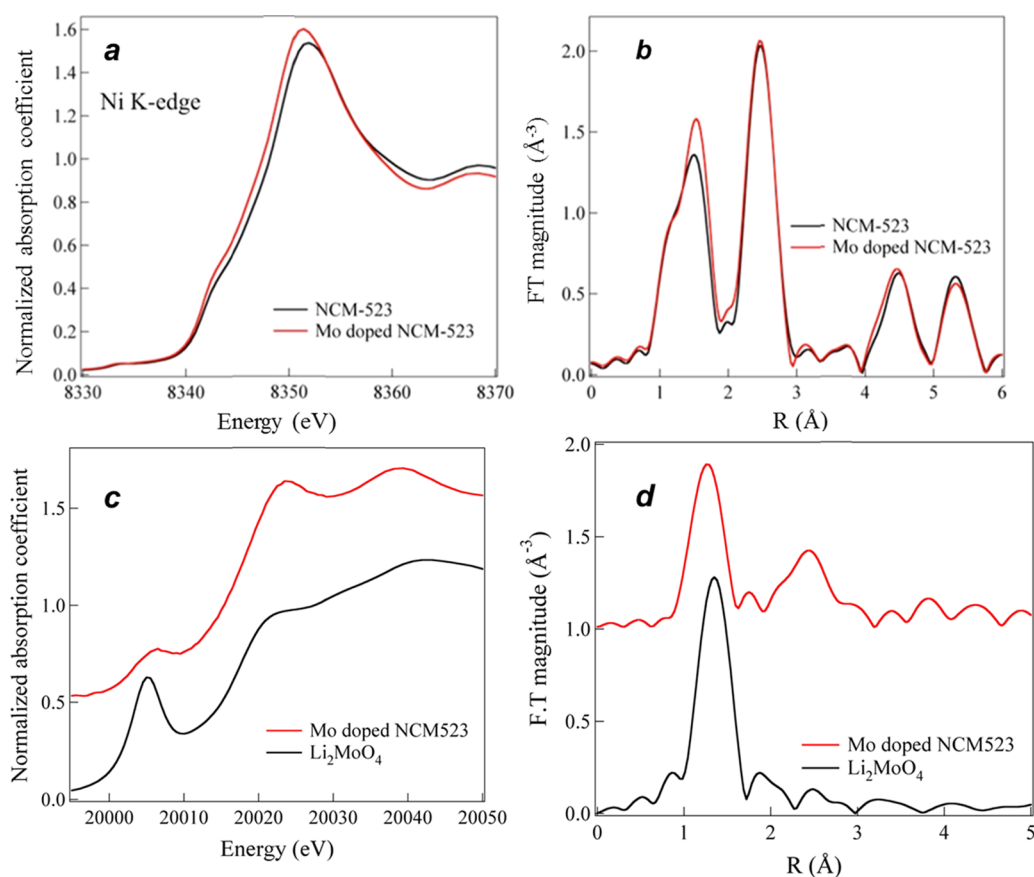 a
Ni K-edge
NCM-523
Mo doped NCM-523
Normalized absorption coefficient
1.6
1.4
1.2
1.0
0.8
0.6
0.4
0.2
0.0
8330 8340 8350 8360 8370
Energy (eV)
b
NCM-523
Mo doped NCM-523
FT magnitude (Å⁻³)
2.0
1.5
1.0
0.5
0.0
0 1 2 3 4 5 6
R (Å)
c
Mo doped NCM523
Li₂MoO₄
Normalized absorption coefficient
1.5
1.0
0.5
0.0
20000 20010 20020 20030 20040 20050
Energy (eV)
d
Mo doped NCM523
Li₂MoO₄
F.T magnitude (Å⁻³)
2.0
1.5
1.0
0.5
0.0
0 1 2 3 4 5
R (Å)